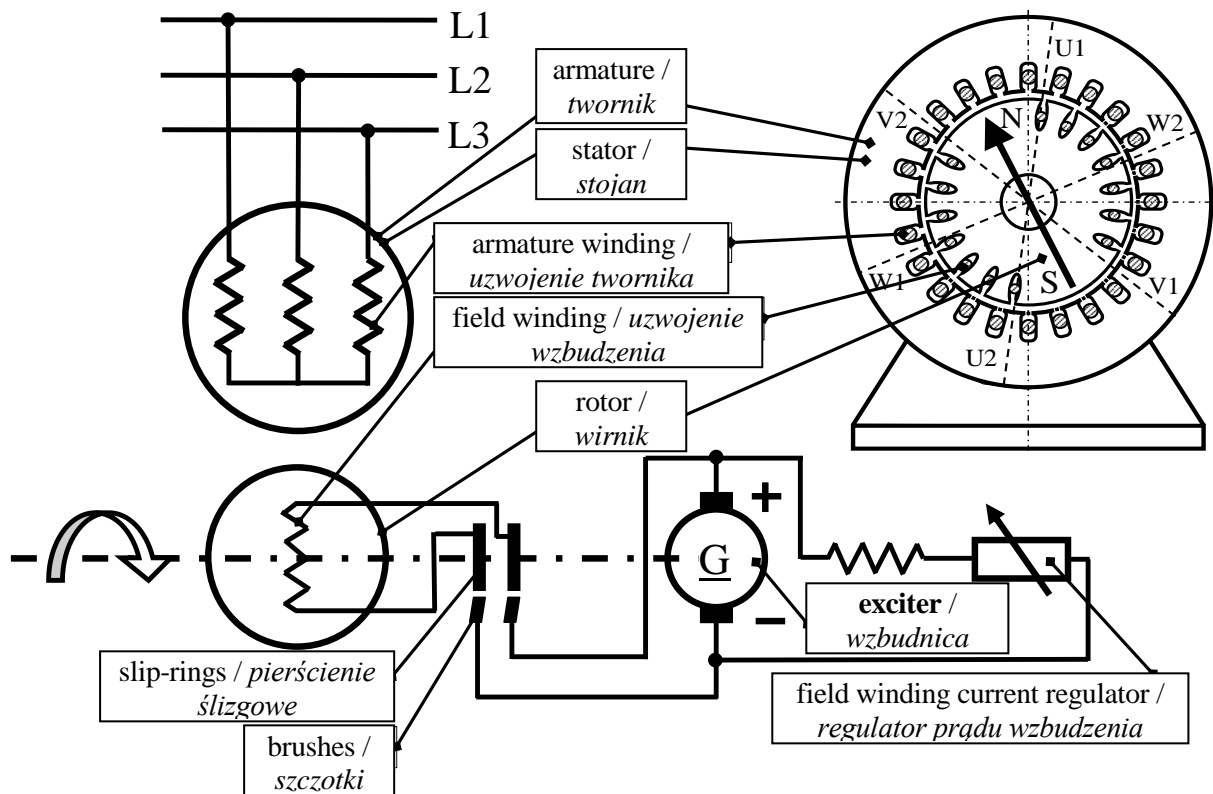 L1
L2
L3
armature /
twornik
stator /
stojan
armature winding /
uzwojenie twornika
field winding / uzwojenie
wzbudzenia
rotor /
wirnik
U1
V2
N
W2
W1
S
V1
U2
G
+
−
exciter /
wzbudnica
slip-rings / pierścienie
ślizgowe
brushes /
szczotki
field winding current regulator /
regulator prądu wzbudzenia